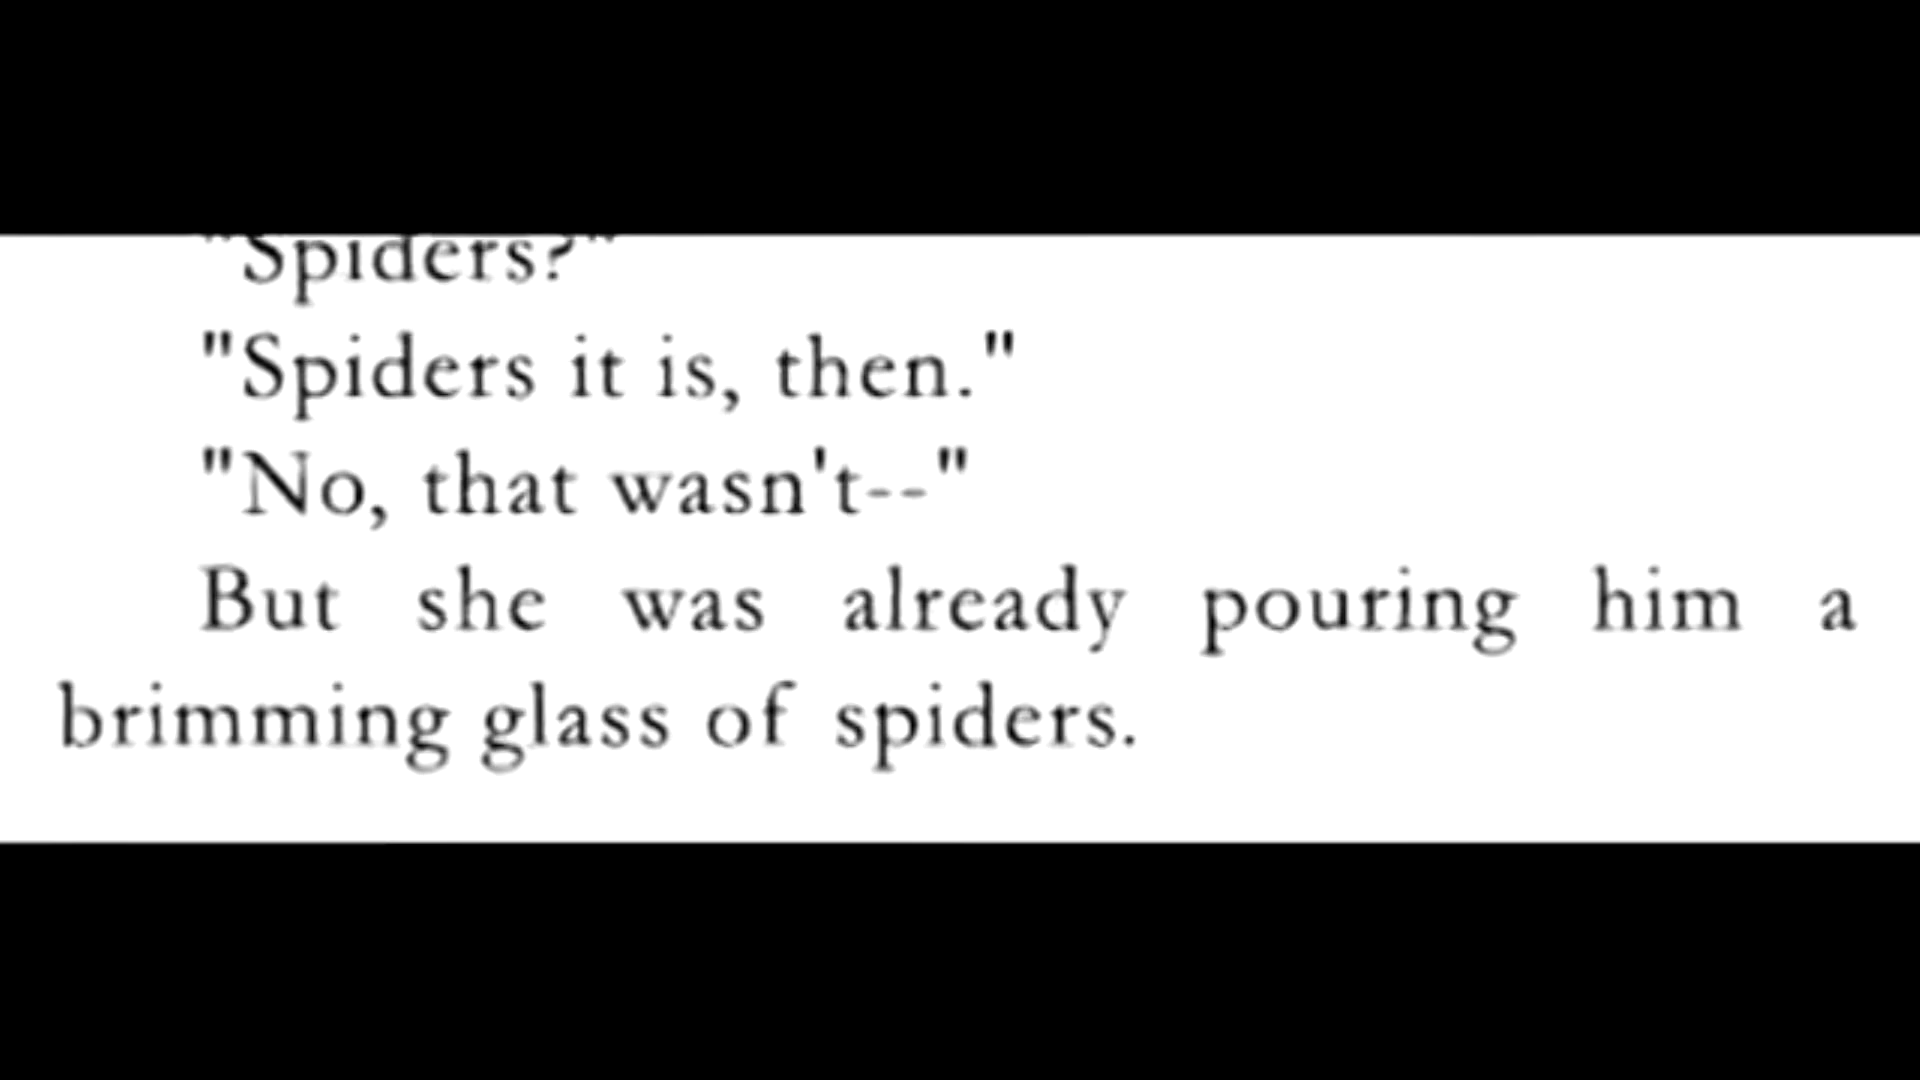 "Spiders?"
"Spiders it is, then."
"No, that wasn't--"
But she was already pouring him a
brimming glass of spiders.